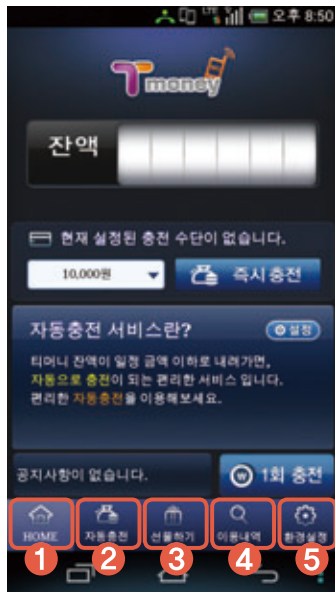 LTE 오후 8:50
T money
잔액
현재 설정된 충전 수단이 없습니다.
10,000원 즉시 충전
자동충전 서비스란? 설정
티머니 잔액이 일정 금액 이하로 내려가면,
자동으로 충전이 되는 편리한 서비스 입니다.
편리한 자동충전을 이용해보세요.
공지사항이 없습니다. W 1회 충전
HOME 자동충전 선물하기 이용내역 환경설정
1 2 3 4 5